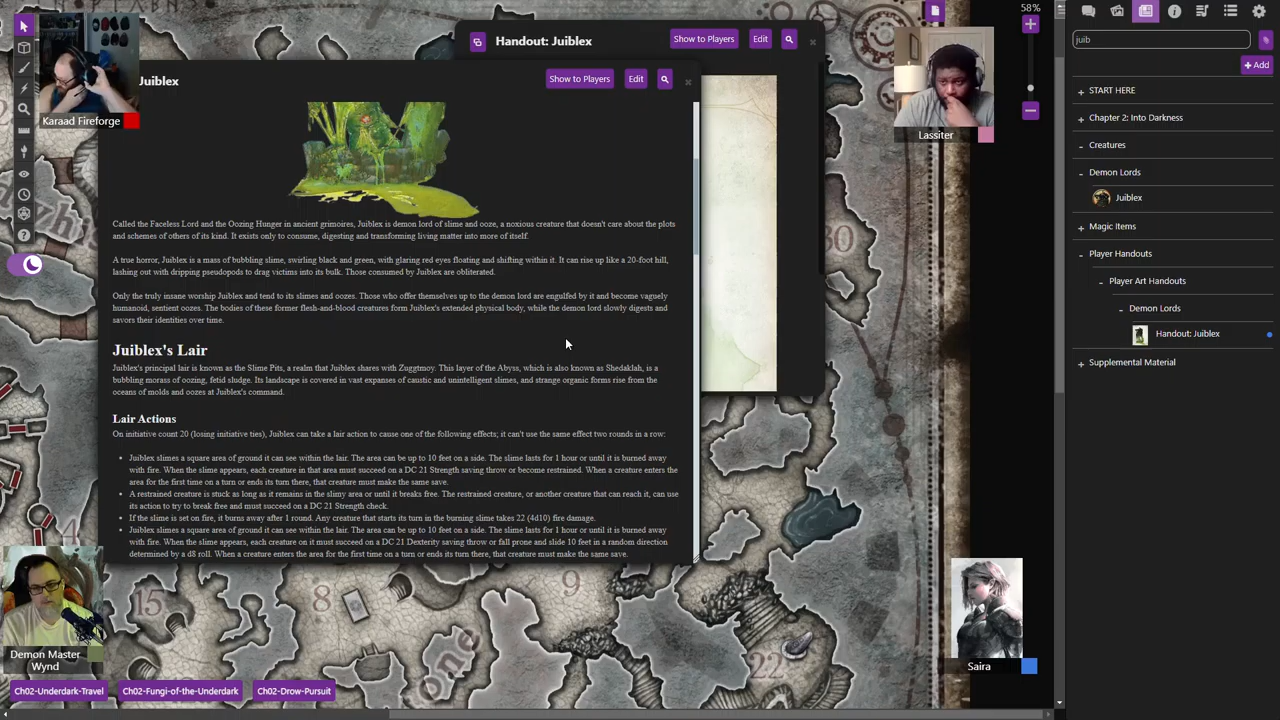 58%
Handout: Juiblex
Show to Players
Edit
Juiblex
Show to Players
Edit
Karaad Fireforge
Lassiter
Called the Faceless Lord and the Oozing Hunger in ancient grimoires, Juiblex is demon lord of slime and ooze, a noxious creature that doesn't care about the plots
and schemes of others of its kind. It exists only to consume, digesting and transforming living matter into more of itself.
A true horror, Juiblex is a mass of bubbling slime, swirling black and green, with glaring red eyes floating and shifting within it. It can rise up like a 20-foot hill,
lashing out with dripping pseudopods to drag victims into its bulk. Those consumed by Juiblex are obliterated.
Only the truly insane worship Juiblex and tend to its slimes and oozes. Those who offer themselves up to the demon lord are engulfed by it and become vaguely
humanoid, sentient oozes. The bodies of these former flesh-and-blood creatures form Juiblex's extended physical body, while the demon lord slowly digests and
savors their identities over time.
Juiblex's Lair
Juiblex's principal lair is known as the Slime Pits, a realm that Juiblex shares with Zuggtmoy. This layer of the Abyss, which is also known as Shedaklah, is a
bubbling morass of oozing, fetid sludge. Its landscape is covered in vast expanses of caustic and unintelligent slimes, and strange organic forms rise from the
oceans of molds and oozes at Juiblex's command.
Lair Actions
On initiative count 20 (losing initiative ties), Juiblex can take a lair action to cause one of the following effects; it can't use the same effect two rounds in a row:
• Juiblex slimes a square area of ground it can see within the lair. The area can be up to 10 feet on a side. The slime lasts for 1 hour or until it is burned away
with fire. When the slime appears, each creature in that area must succeed on a DC 21 Strength saving throw or become restrained. When a creature enters the
area for the first time on a turn or ends its turn there, that creature must make the same save.
• A restrained creature is stuck as long as it remains in the slimy area or until it breaks free. The restrained creature, or another creature that can reach it, can use
its action to try to break free and must succeed on a DC 21 Strength check.
• If the slime is set on fire, it burns away after 1 round. Any creature that starts its turn in the burning slime takes 22 (4d10) fire damage.
• Juiblex slimes a square area of ground it can see within the lair. The area can be up to 10 feet on a side. The slime lasts for 1 hour or until it is burned away
with fire. When the slime appears, each creature on it must succeed on a DC 21 Dexterity saving throw or fall prone and slide 10 feet in a random direction
determined by a d8 roll. When a creature enters the area for the first time on a turn or ends its turn there, that creature must make the same save.
30
4
15
8
9
22
Demon Master
Wynd
Saira
Ch02-Underdark-Travel
Ch02-Fungi-of-the-Underdark
Ch02-Drow-Pursuit
juib
+ Add
START HERE
Chapter 2: Into Darkness
Creatures
Demon Lords
Juiblex
Magic Items
Player Handouts
Player Art Handouts
Demon Lords
Handout: Juiblex
Supplemental Material